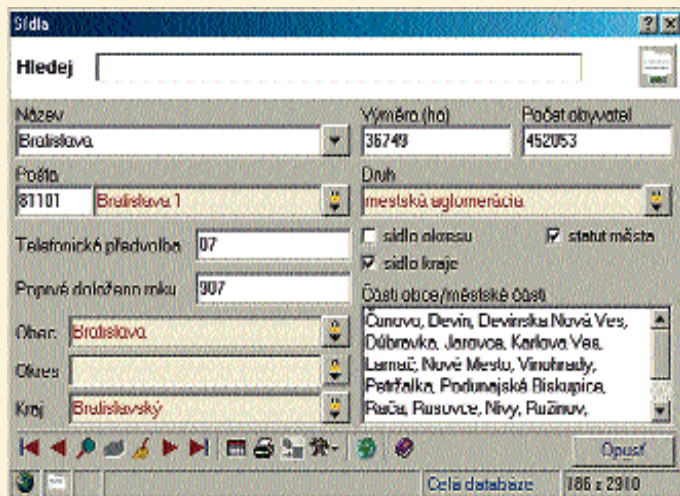 Sídla
Hledej
Název
Bratislava
Výměra (ha)
36749
Počet obyvatel
452053
Pošta
81101
Bratislava 1
Druh
mestská aglomerácia
Telefonická předvolba
07
sídlo okresu
statut města
sídlo kraje
Poprvé doloženo roku
907
Obec
Bratislava
Okres
Kraj
Bratislavský
Části obce/městské části
Čunovo, Devín, Devínska Nová Ves,
Dúbravka, Jarovce, Karlova Ves,
Lamač, Nové Mesto, Vinohrady,
Petržalka, Podunajské Biskupice,
Rača, Rusovce, Nivy, Ružinov,
Opusť
Celá databáze
186 z 2910